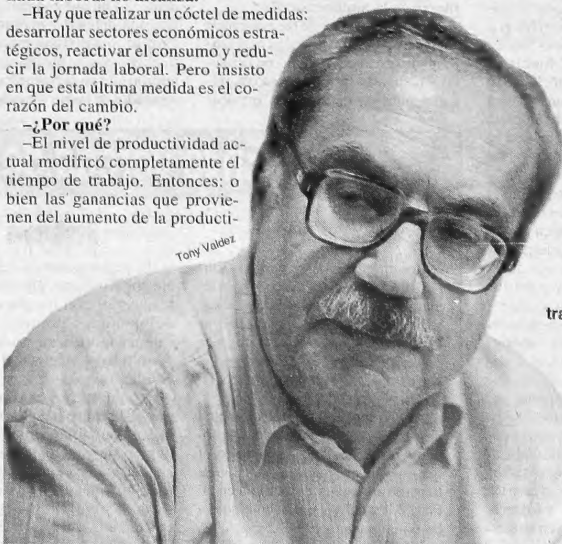 –Hay que realizar un cóctel de medidas:
desarrollar sectores económicos estra-
tégicos, reactivar el consumo y redu-
cir la jornada laboral. Pero insisto
en que esta última medida es el co-
razón del cambio.
–¿Por qué?
–El nivel de productividad ac-
tual modificó completamente el
tiempo de trabajo. Entonces: o
bien las ganancias que provie-
nen del aumento de la producti-
Tony Valdez
tra